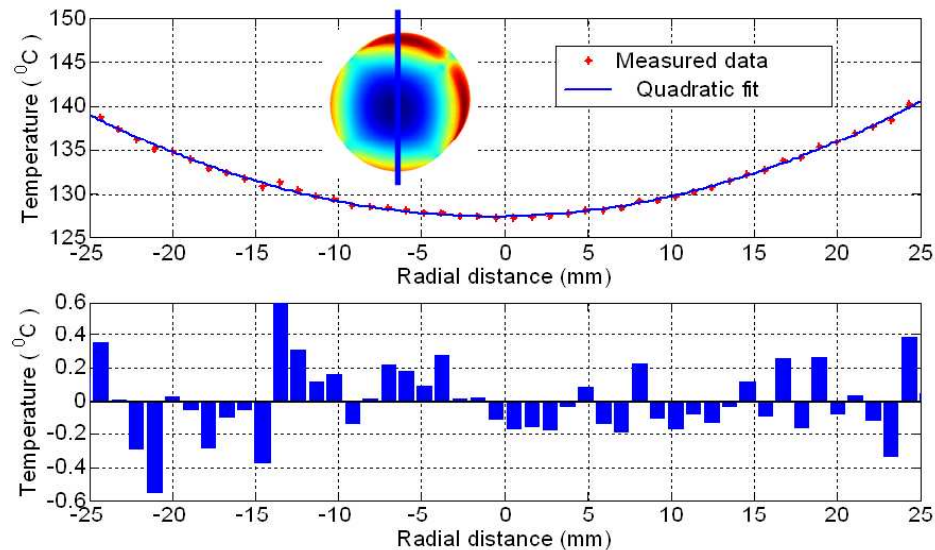 150
145
140
135
130
125
Temperature ( ⁰C)
Measured data
Quadratic fit
-25 -20 -15 -10 -5 0 5 10 15 20 25
Radial distance (mm)
0.6
0.4
0.2
0
-0.2
-0.4
-0.6
Temperature ( ⁰C)
-25 -20 -15 -10 -5 0 5 10 15 20 25
Radial distance (mm)